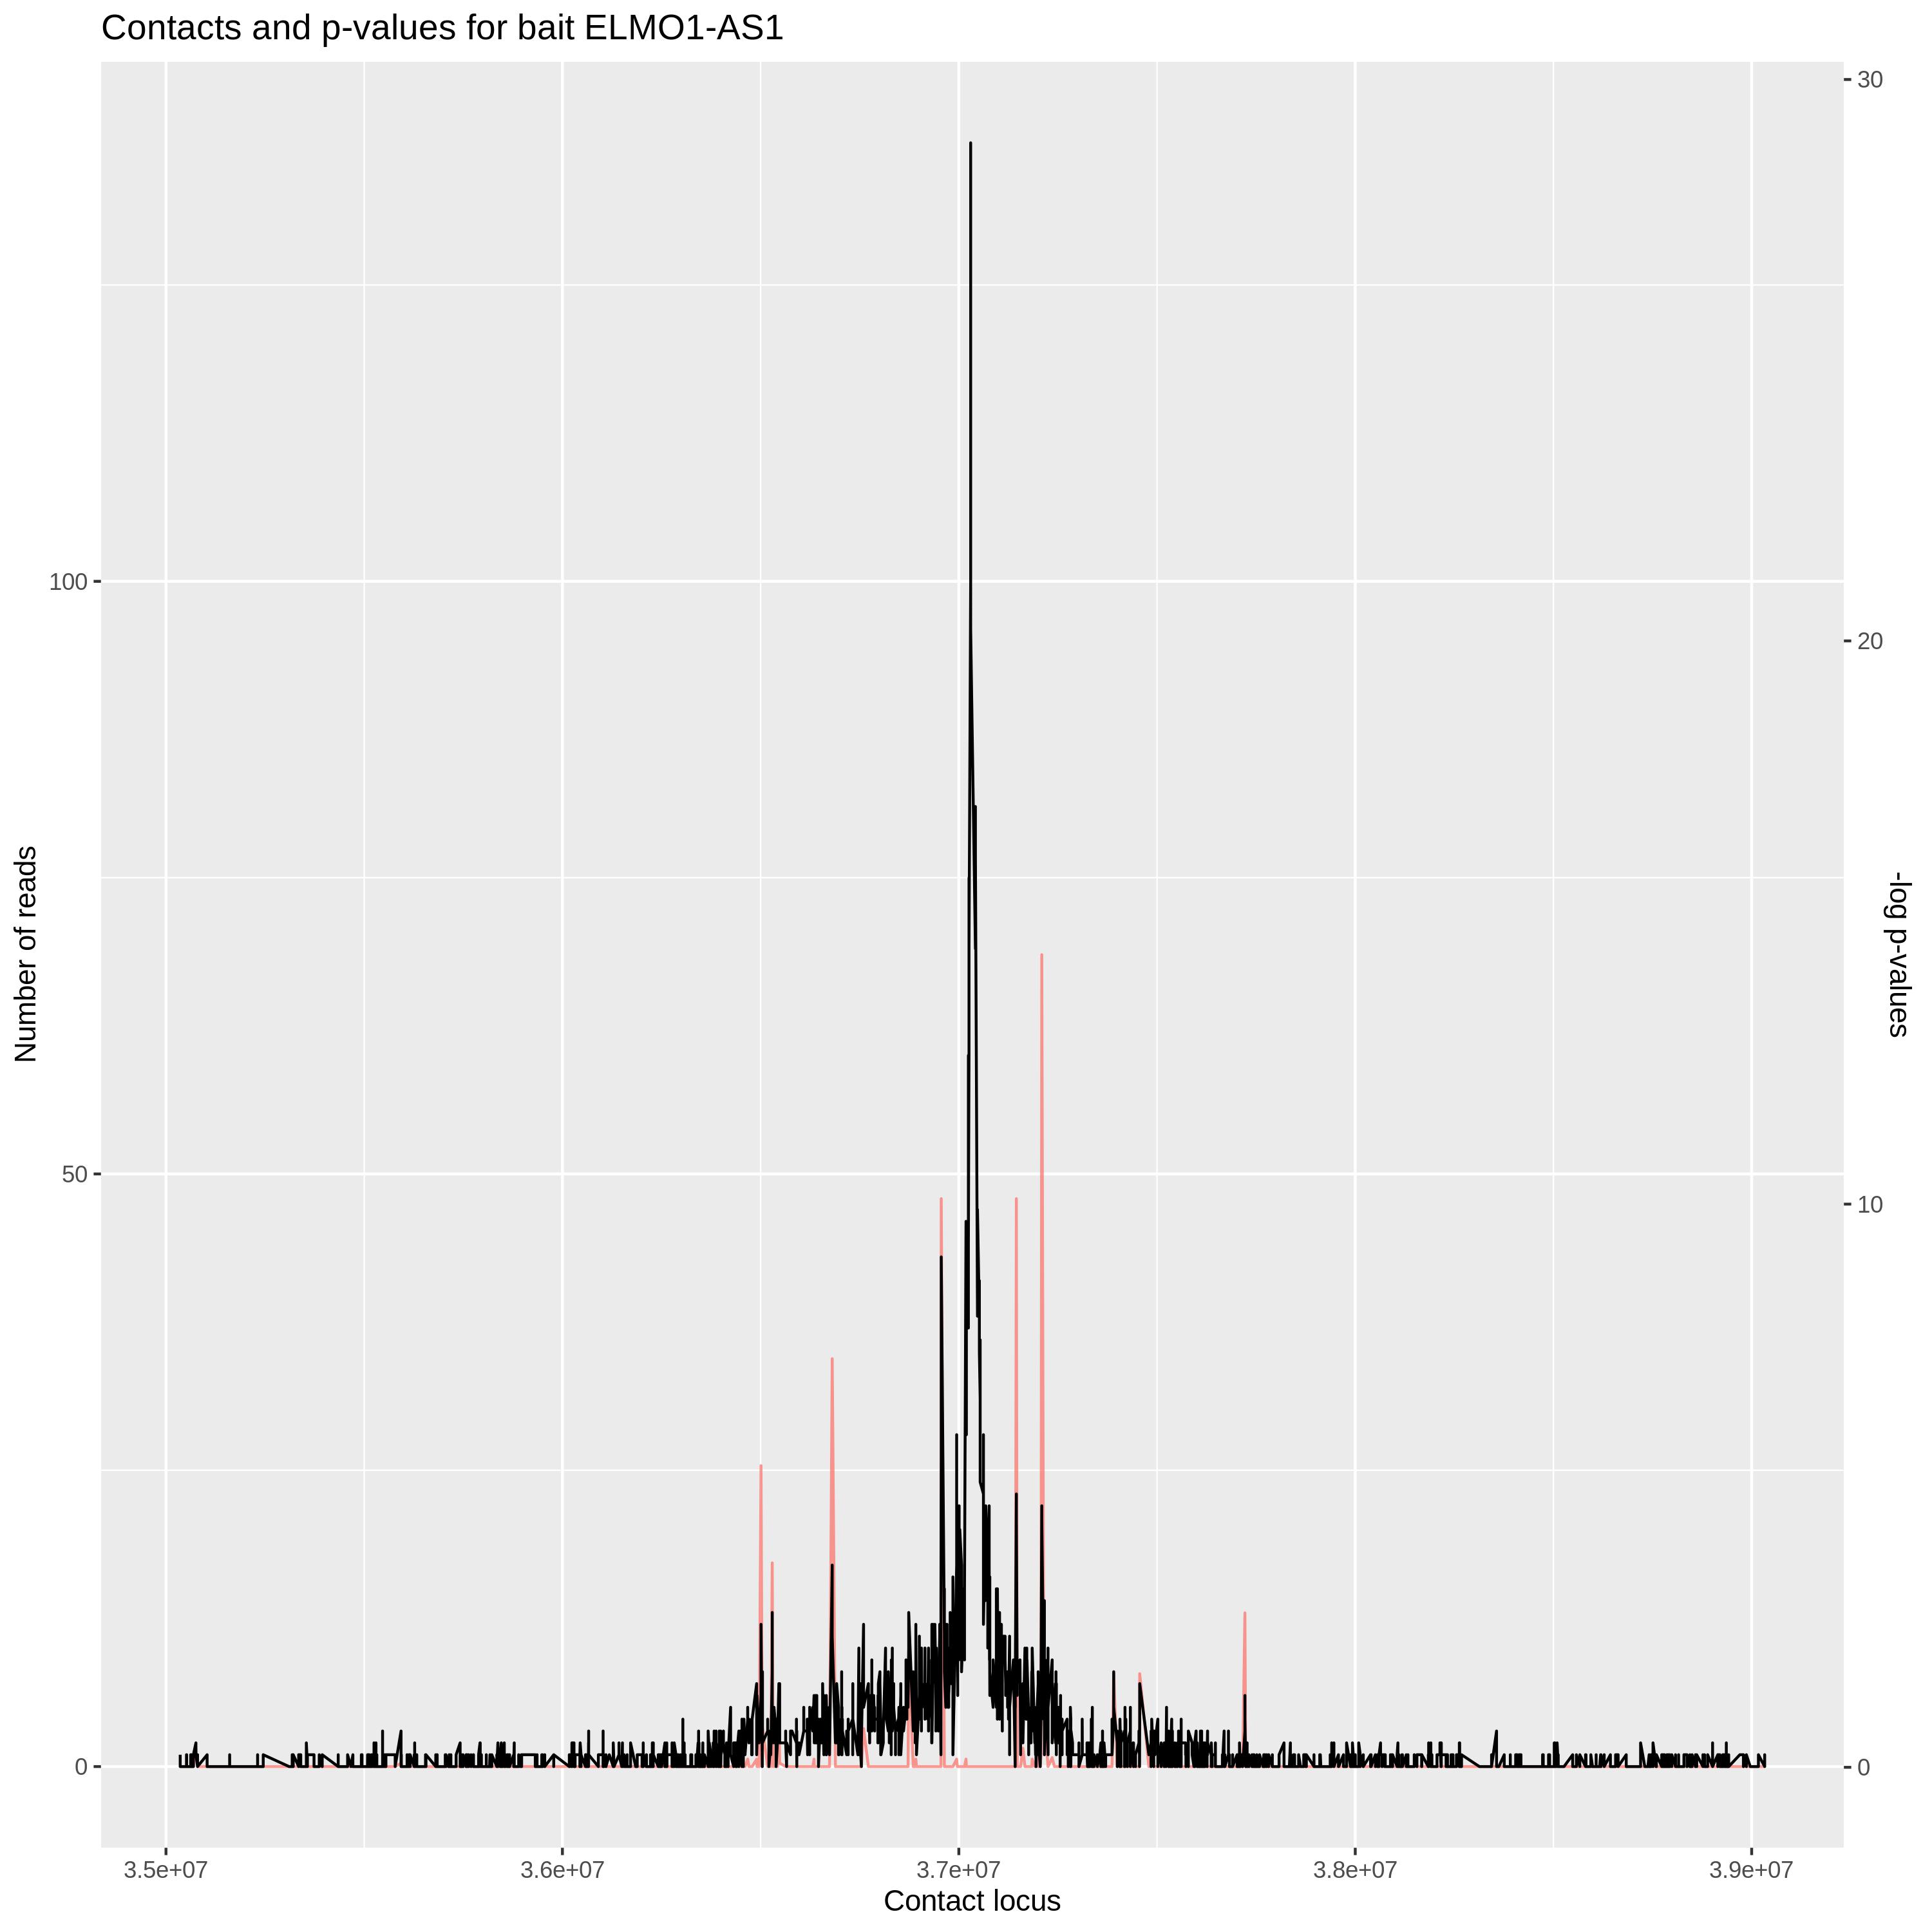 Contacts and p-values for bait ELMO1-AS1
30
100
20
Number of reads
-log p-values
50
10
0
0
3.5e+07
3.6e+07
3.7e+07
3.8e+07
3.9e+07
Contact locus